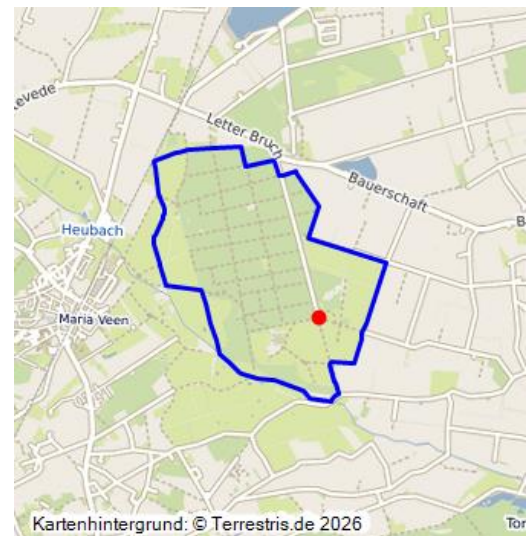 Letter Bruch
Bauerschaft
Heubach
Maria Veen
Kartenhintergrund: © Terrestris.de 2026